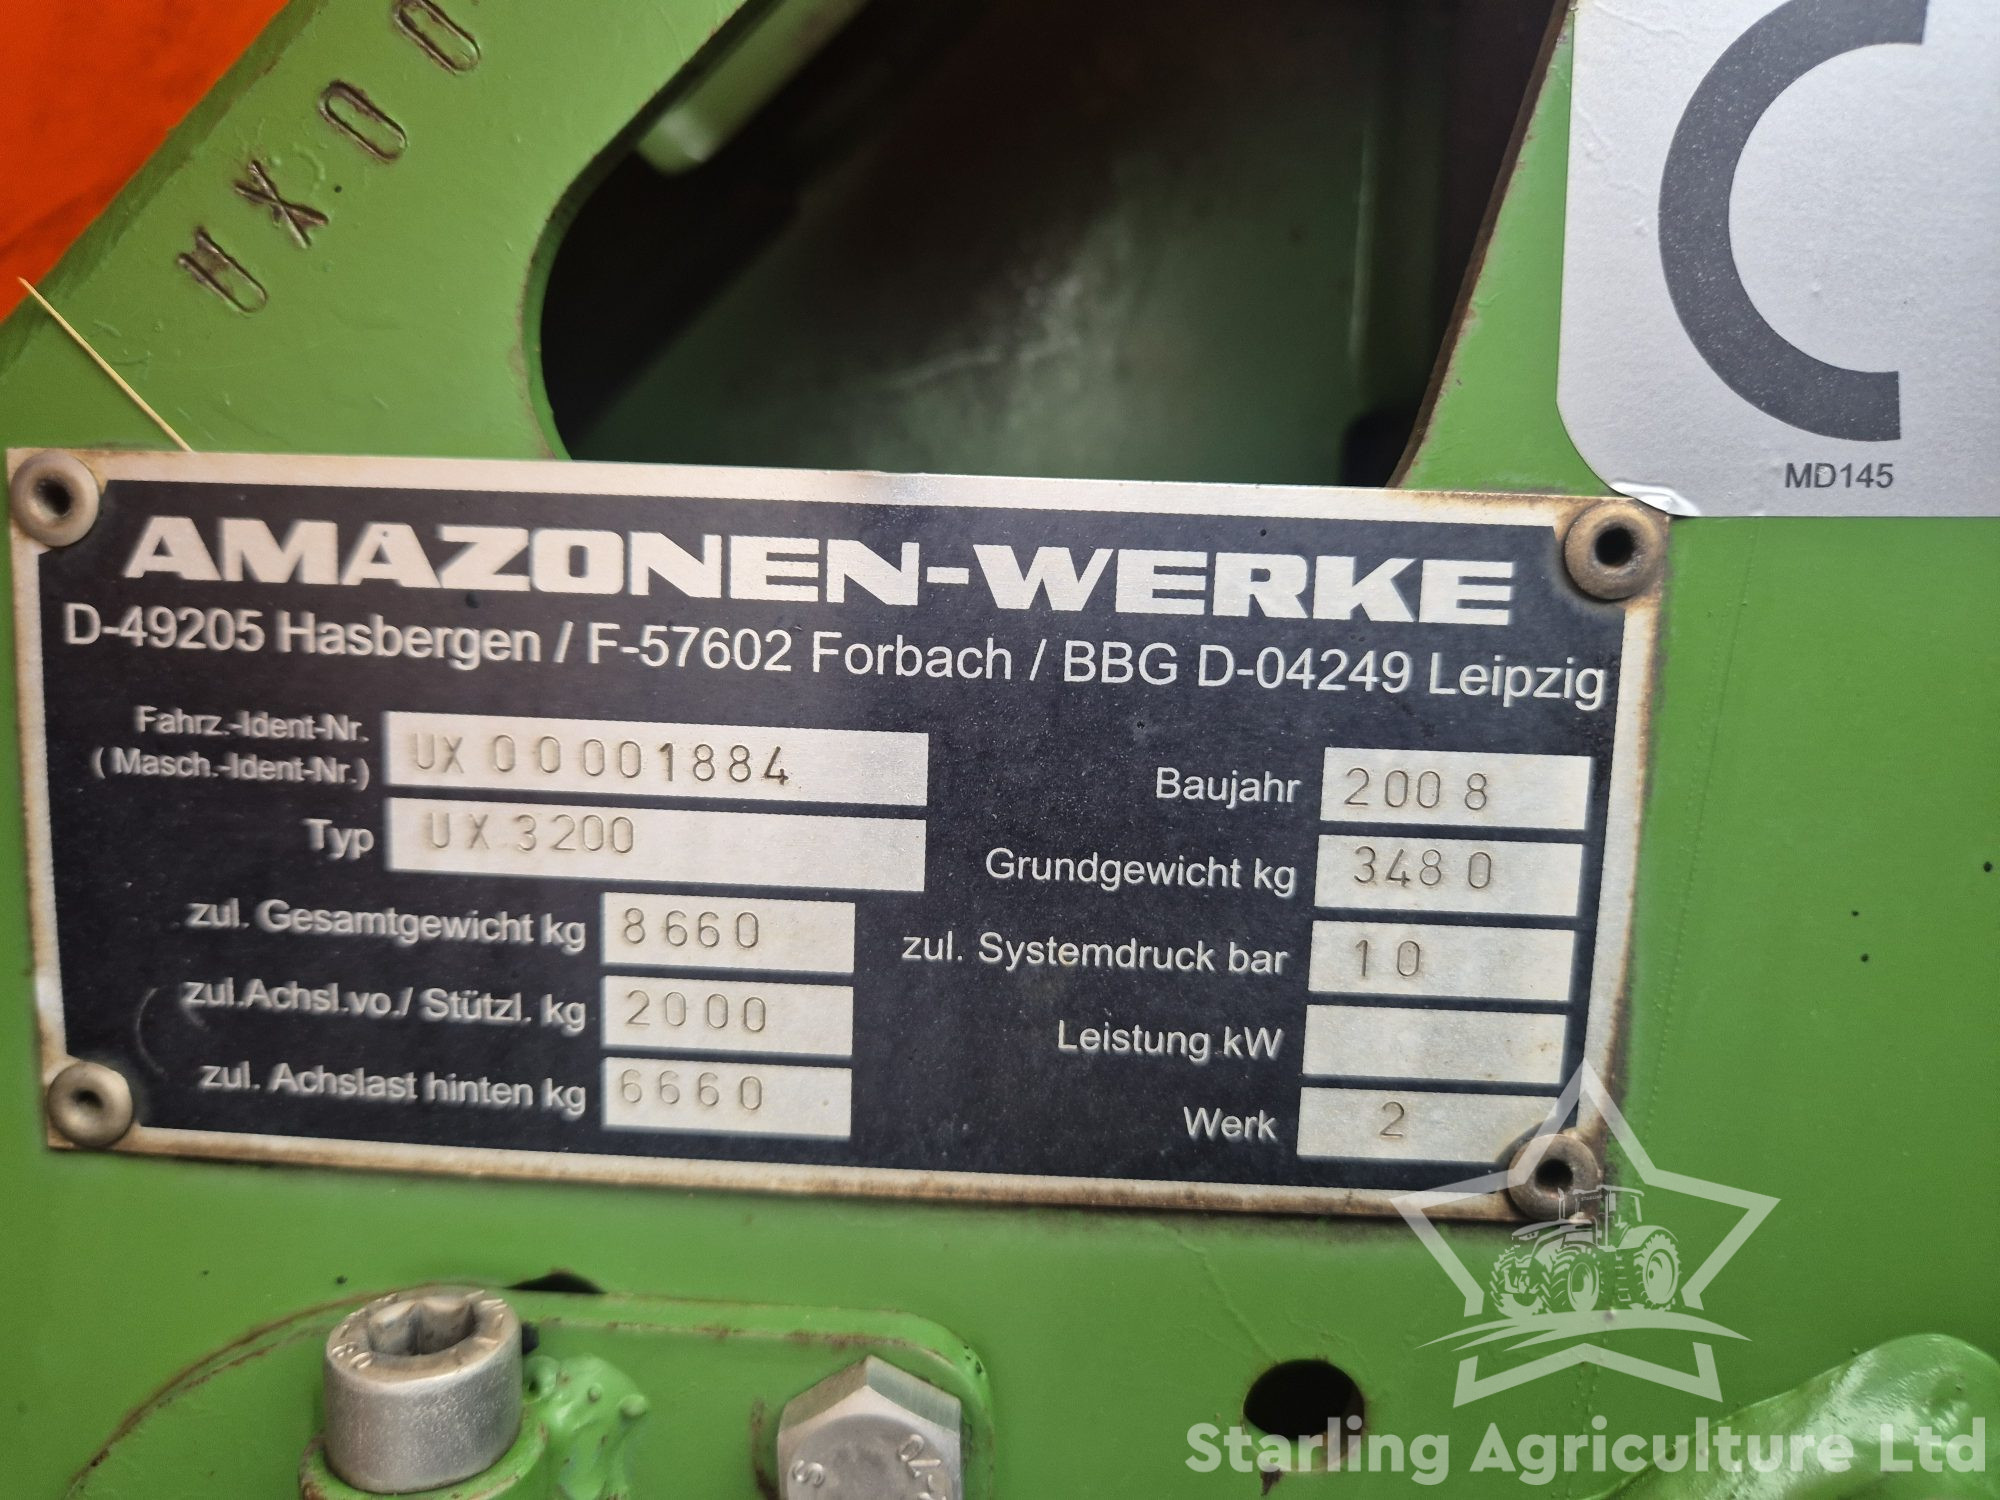 UX00
MD145
AMAZONEN-WERKE
D-49205 Hasbergen / F-57602 Forbach / BBG D-04249 Leipzig
Fahrz.-Ident-Nr.
( Masch.-Ident-Nr.) UX 00001884
Typ UX 3200
zul. Gesamtgewicht kg 8660
zul.Achsl.vo./ Stützl. kg 2000
zul. Achslast hinten kg 6660
Baujahr 2008
Grundgewicht kg 3480
zul. Systemdruck bar 10
Leistung kW
Werk 2
Starling Agriculture Ltd